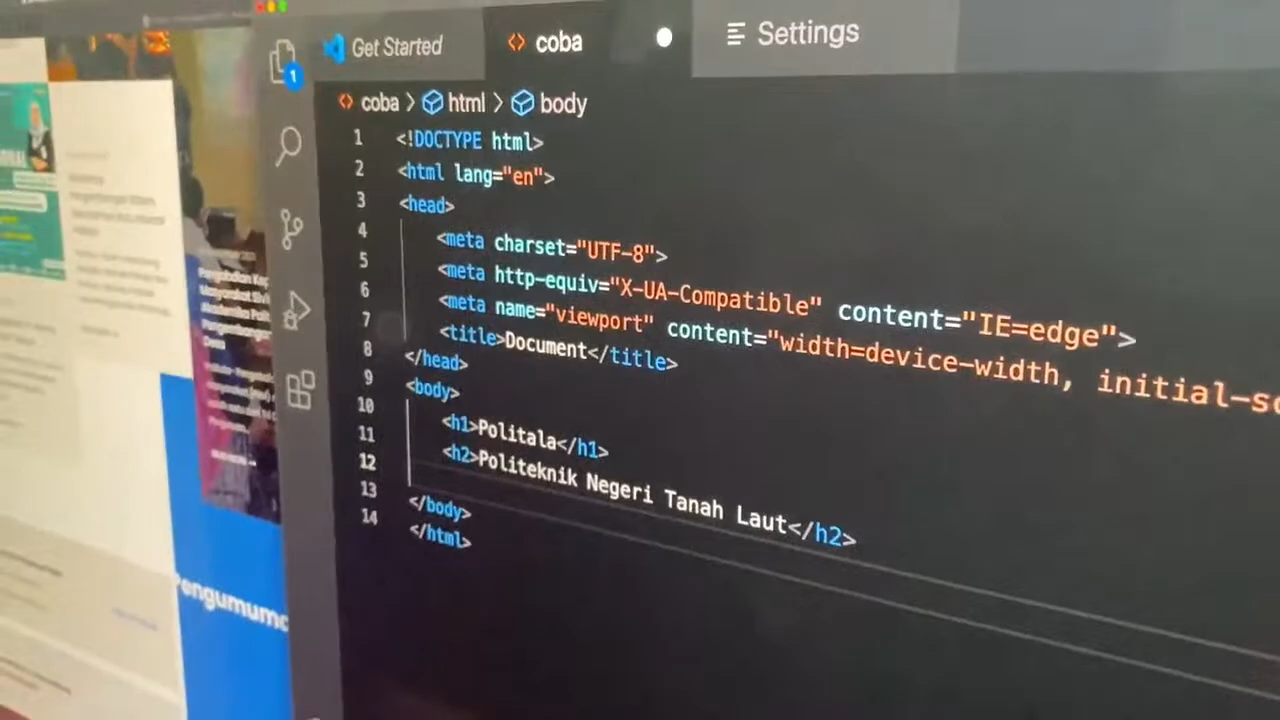 Get Started
coba
Settings
1
coba > html > body
1 <!DOCTYPE html>
2 <html lang="en">
3 <head>
4 <meta charset="UTF-8">
5 <meta http-equiv="X-UA-Compatible" content="IE=edge">
6 <meta name="viewport" content="width=device-width,
7 <title>Document</title>
8 </head>
9 <body>
10 <h1>Politala</h1>
11 <h2>Politeknik Negeri Tanah Laut</h2>
12
13 </body>
14 </html>